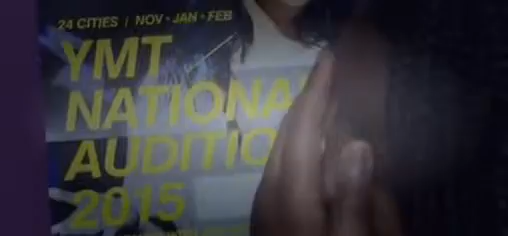 24 CITIES | NOV • JAN • FEB
YMT
NATIONA
AUDITIO
2015